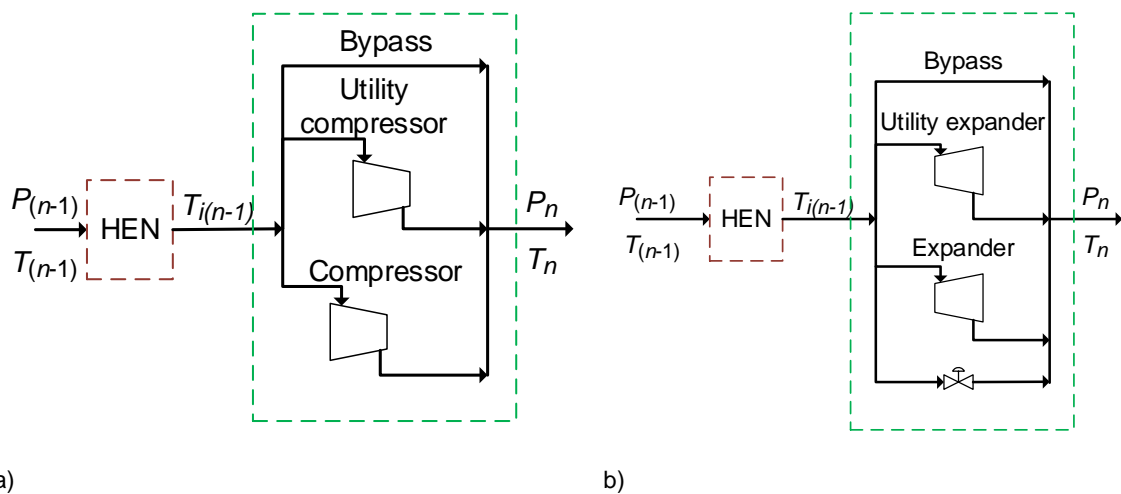 Bypass
Utility
compressor
P(n-1)
HEN
Ti(n-1)
Pn
T(n-1)
Tn
Compressor
a)
Bypass
Utility expander
P(n-1)
HEN
Ti(n-1)
Pn
T(n-1)
Tn
Expander
b)